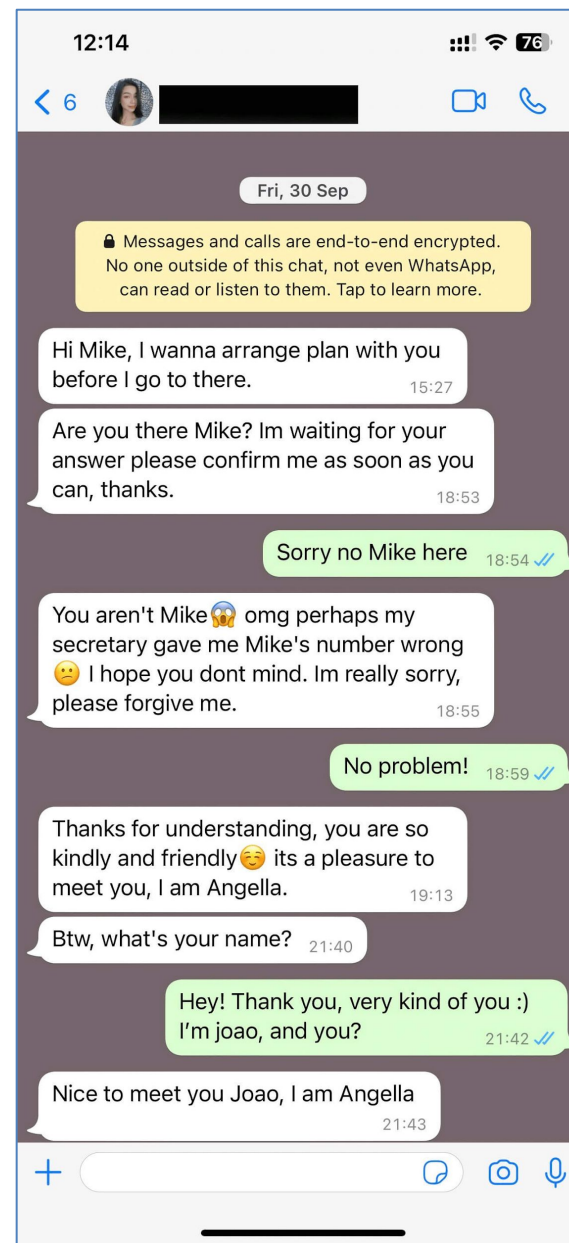 12:14
76
6
Fri, 30 Sep
Messages and calls are end-to-end encrypted.
No one outside of this chat, not even WhatsApp,
can read or listen to them. Tap to learn more.
Hi Mike, I wanna arrange plan with you
before I go to there.
15:27
Are you there Mike? Im waiting for your
answer please confirm me as soon as you
can, thanks.
18:53
Sorry no Mike here 18:54
You aren't Mike😱 omg perhaps my
secretary gave me Mike's number wrong
😕 I hope you dont mind. Im really sorry,
please forgive me.
18:55
No problem! 18:59
Thanks for understanding, you are so
kindly and friendly☺️ its a pleasure to
meet you, I am Angella.
19:13
Btw, what's your name? 21:40
Hey! Thank you, very kind of you :)
I'm joao, and you?
21:42
Nice to meet you Joao, I am Angella
21:43